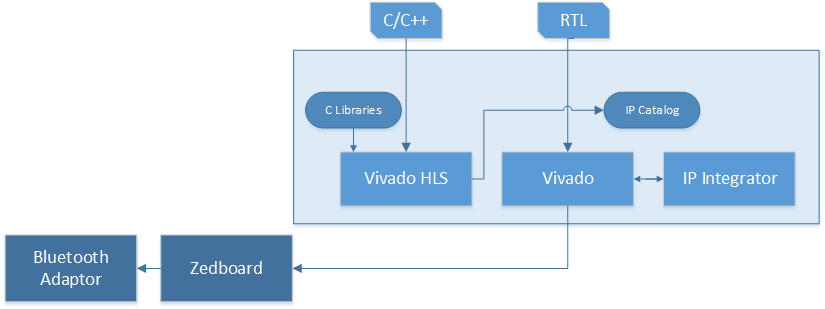 C/C++
RTL
C Libraries
IP Catalog
Vivado HLS
Vivado
IP Integrator
Bluetooth
Adaptor
Zedboard